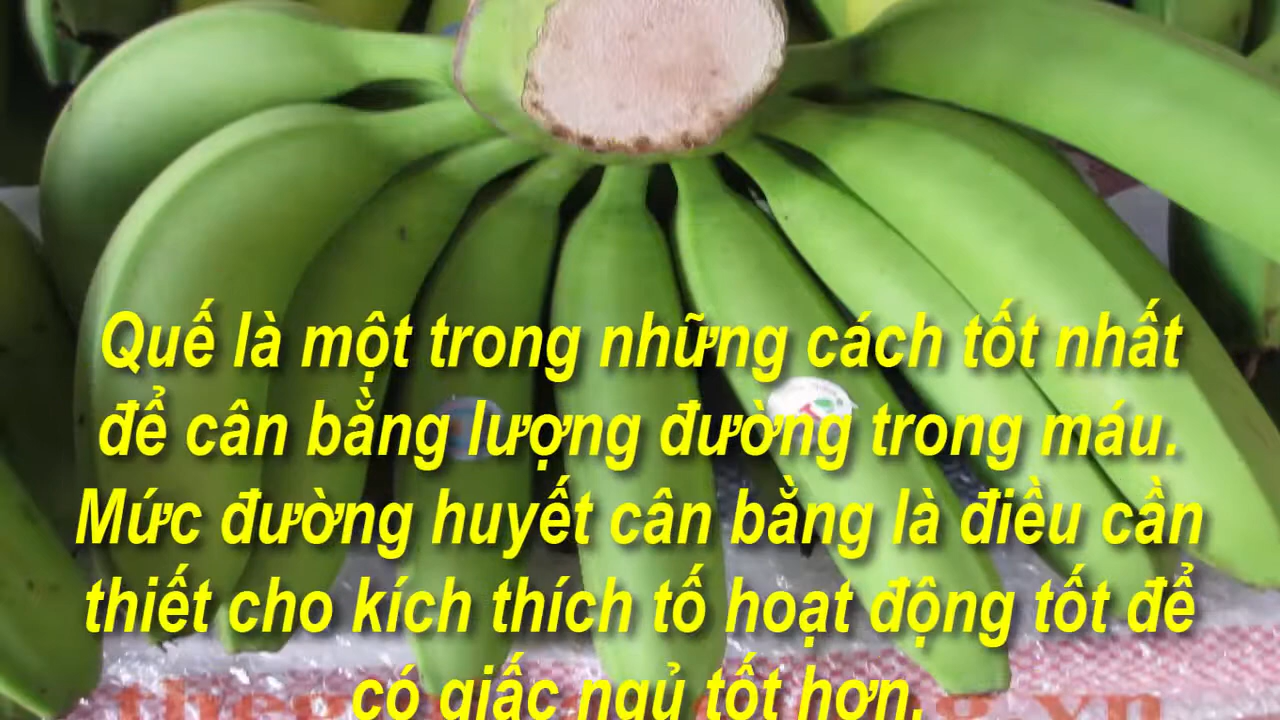 Quế là một trong những cách tốt nhất
để cân bằng lượng đường trong máu.
Mức đường huyết cân bằng là điều cần
thiết cho kích thích tố hoạt động tốt để
có giấc ngủ tốt hơn.